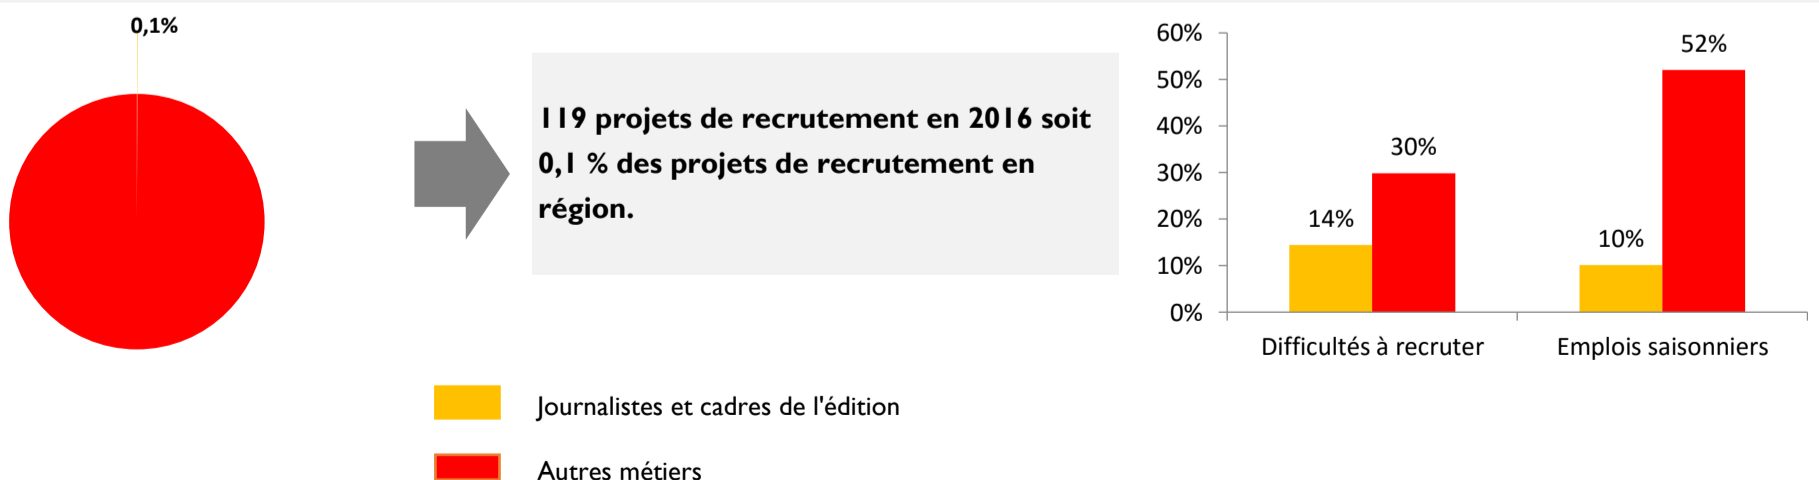 0,1%
119 projets de recrutement en 2016 soit
0,1 % des projets de recrutement en
région.
60%
50%
40%
30%
20%
10%
0%
14%
30%
10%
52%
Difficultés à recruter
Emplois saisonniers
Journalistes et cadres de l'édition
Autres métiers